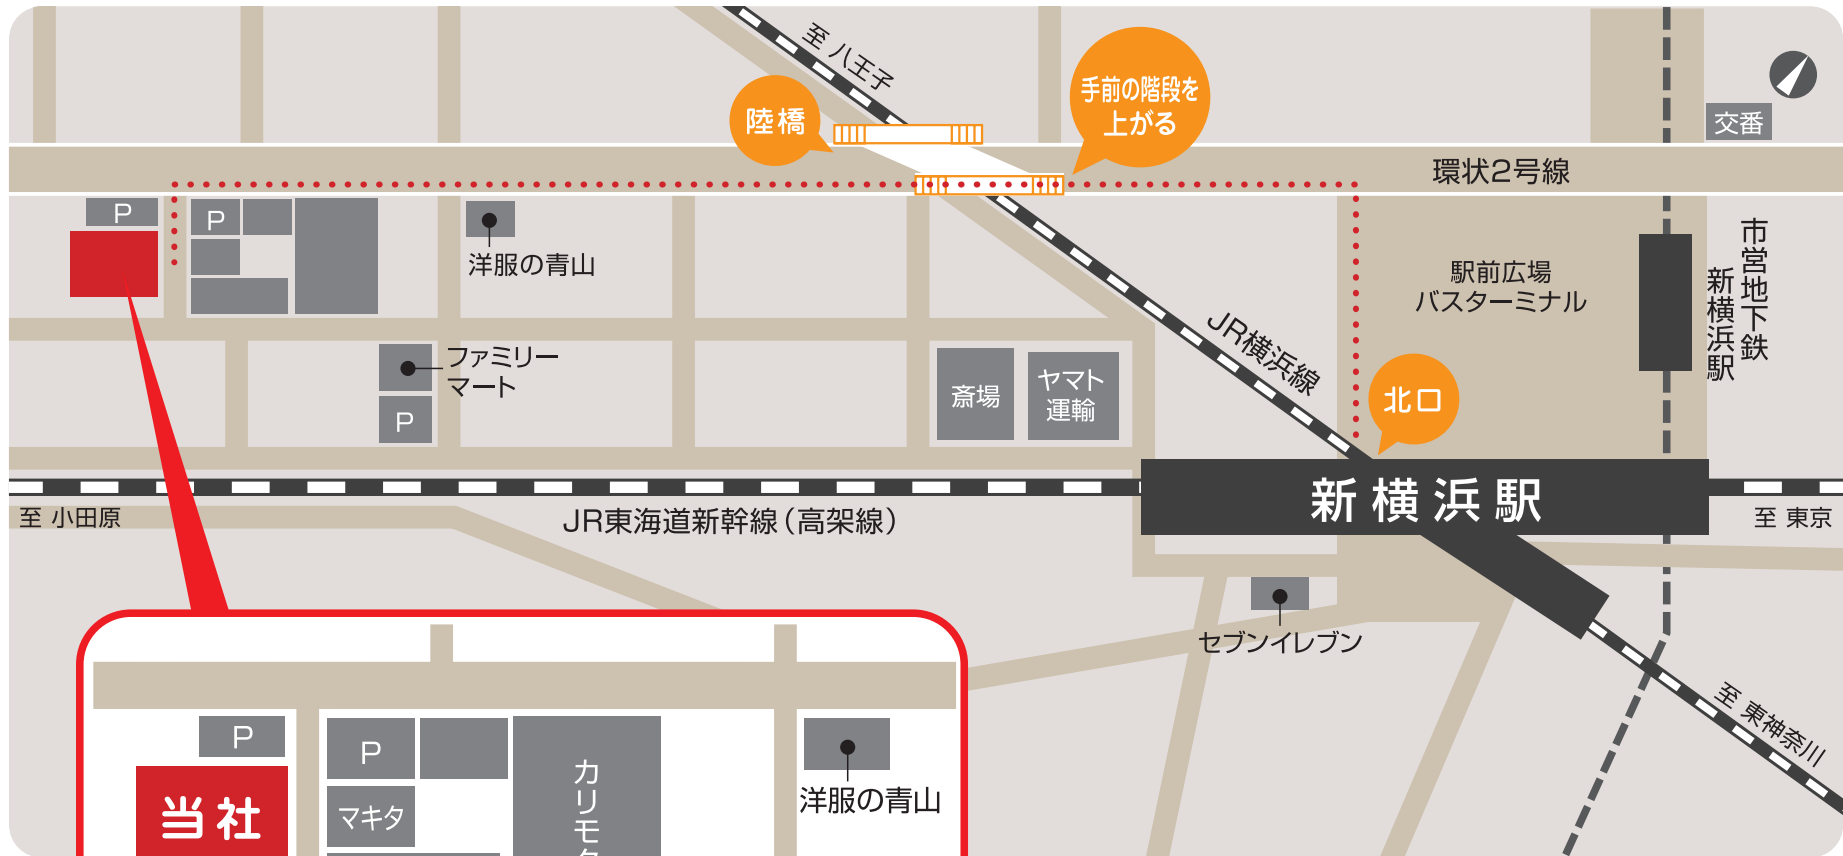 至 八王子
陸橋
手前の階段を
上がる
交番
環状2号線
P
P
洋服の青山
駅前広場
バスターミナル
市営地下鉄
新横浜駅
JR横浜線
ファミリー
マート
P
斎場
ヤマト
運輸
北口
至 小田原
JR東海道新幹線（高架線）
新横浜駅
至 東京
セブンイレブン
至 東神奈川
P
P
当社
マキタ
カリモク
洋服の青山